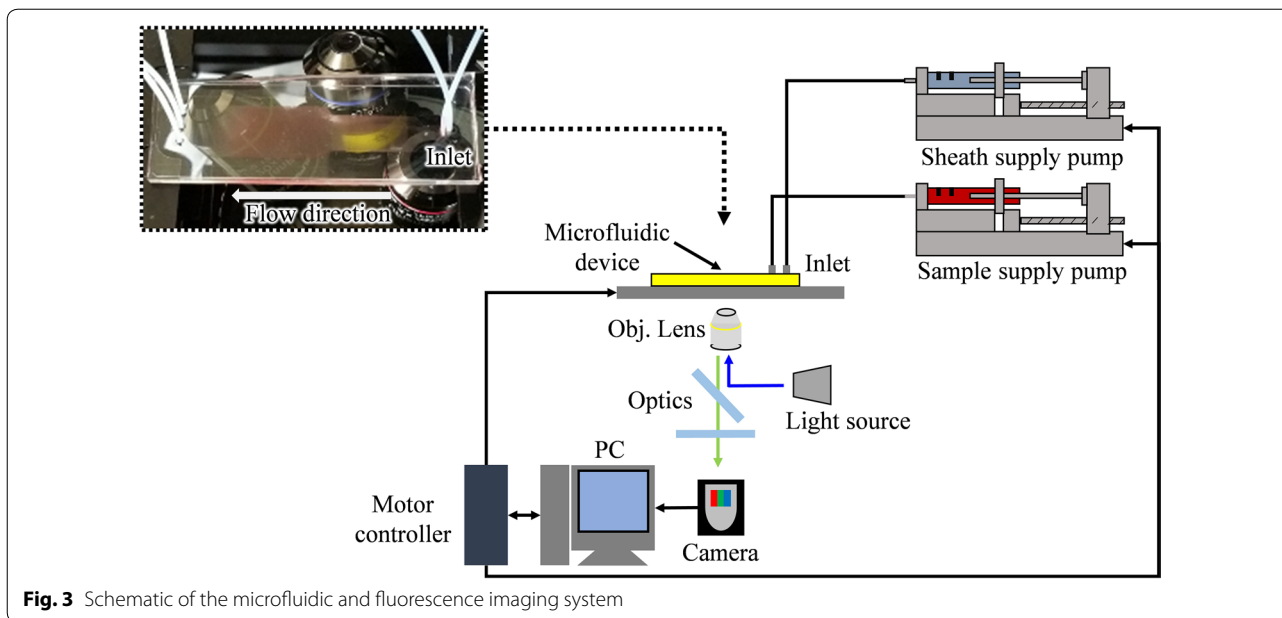 Inlet
Flow direction
Sheath supply pump
Sample supply pump
Microfluidic
device
Inlet
Obj. Lens
Optics
Light source
PC
Motor
controller
Camera
Fig. 3 Schematic of the microfluidic and fluorescence imaging system